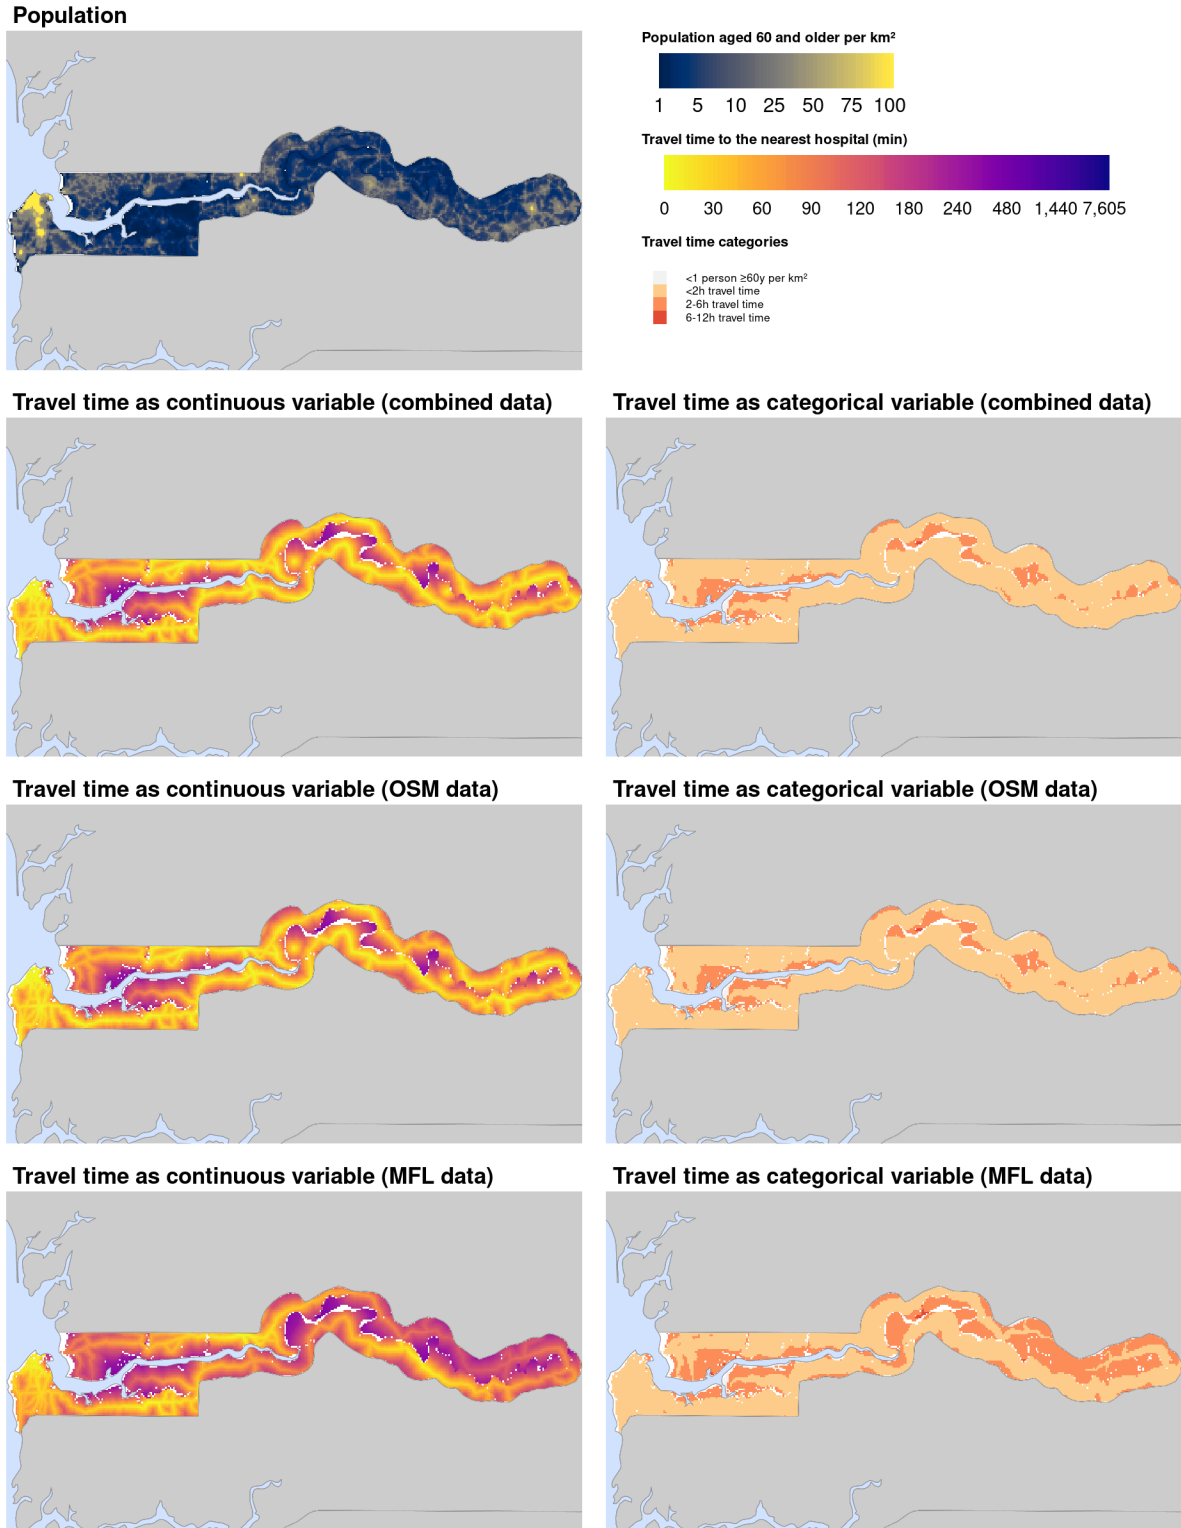 Population
Population aged 60 and older per km²
1 5 10 25 50 75 100
Travel time to the nearest hospital (min)
0 30 60 90 120 180 240 480 1,440 7,605
Travel time categories
<1 person ≥60y per km²
<2h travel time
2-6h travel time
6-12h travel time
Travel time as continuous variable (combined data)
Travel time as categorical variable (combined data)
Travel time as continuous variable (OSM data)
Travel time as categorical variable (OSM data)
Travel time as continuous variable (MFL data)
Travel time as categorical variable (MFL data)